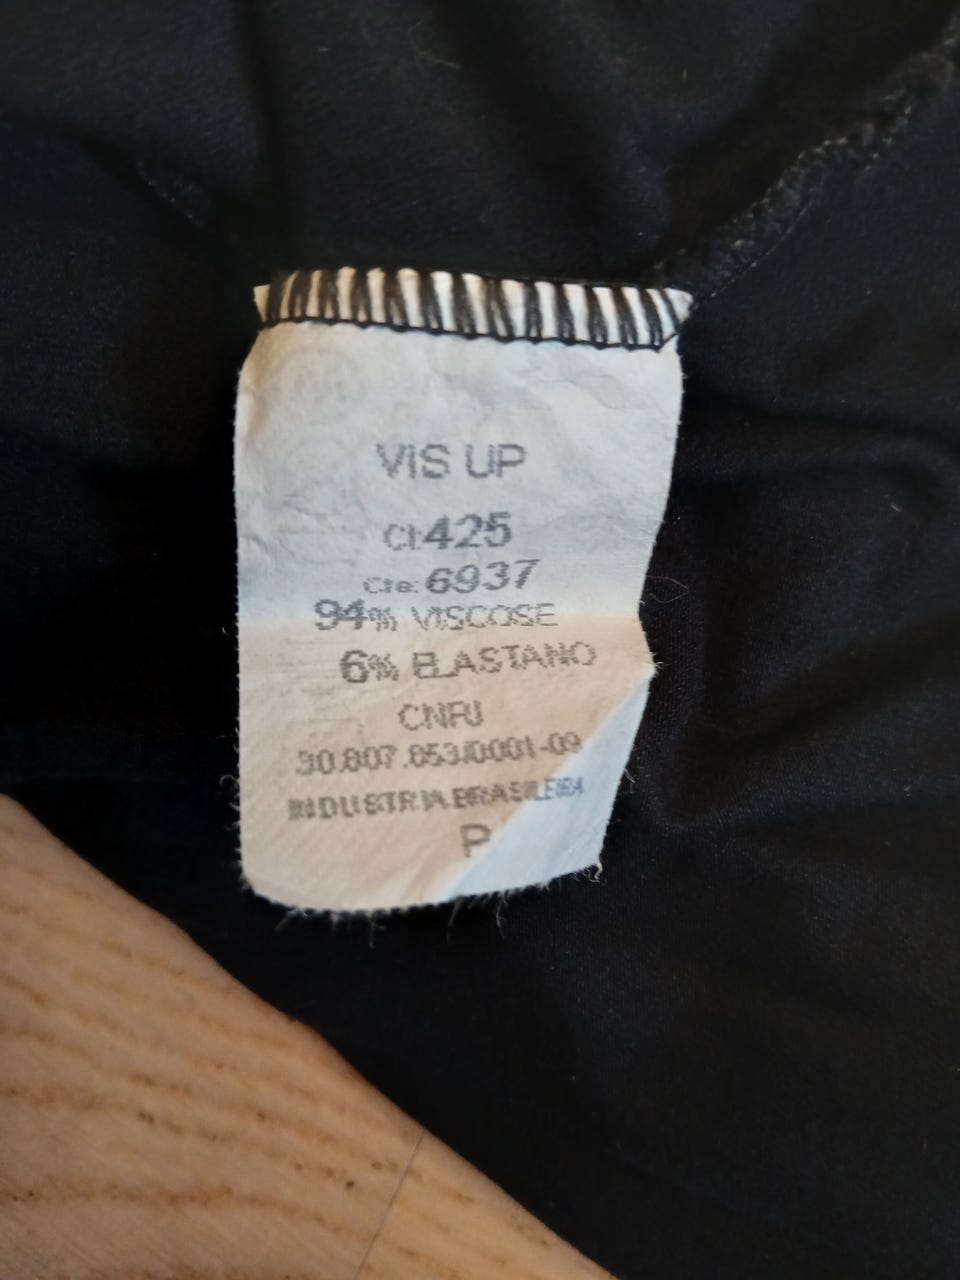 VIS UP
Cl:425
Cte: 6937
94% VISCOSE
6% ELASTANO
CNPJ
30.807.853/0001-09
INDUSTRIA BRASILEIRA
P